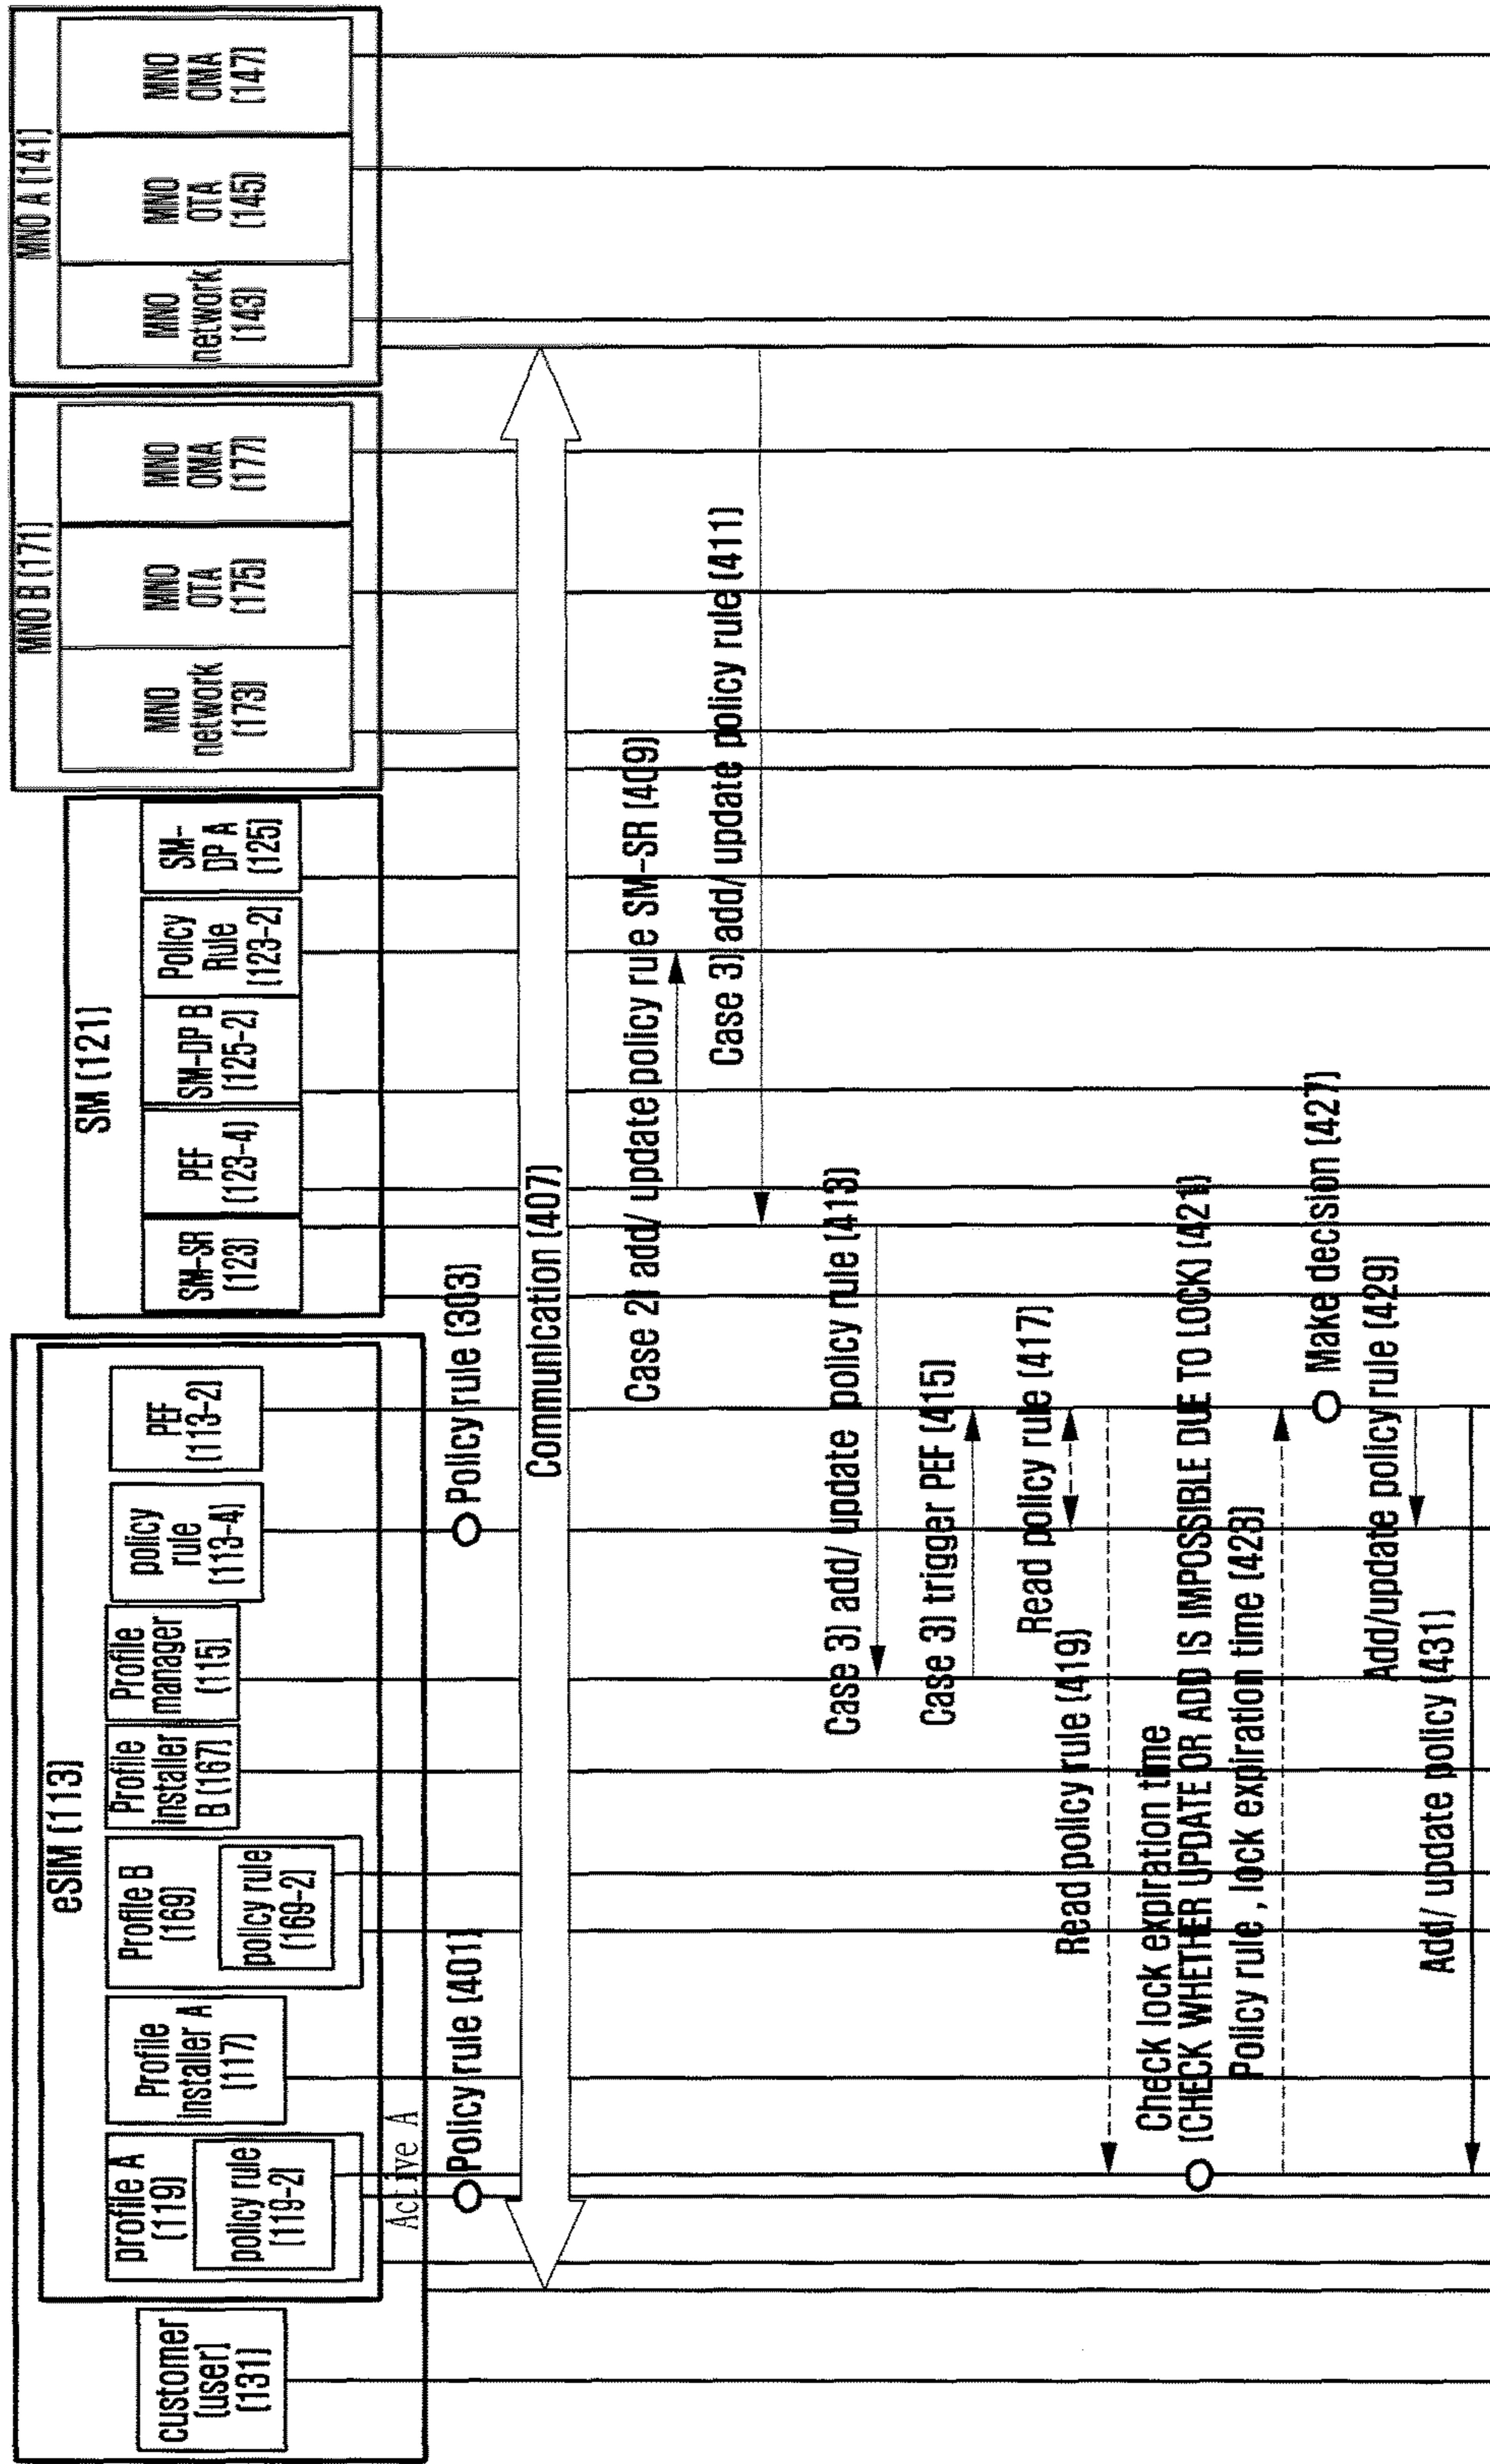 customer
(user)
(131)
eSIM (113)
profile A
(119)
policy rule
(119-2)
Profile
installer A
(117)
Profile B
(169)
policy rule
(169-2)
Profile
installer
B (167)
Profile
manager
(115)
policy
rule
(113-4)
PEF
(113-2)
Active A
SM (121)
SM-SR
(123)
PEF
(123-4)
SM-DP B
(125-2)
Policy
Rule
(123-2)
SM-
DP A
(125)
MNO B (171)
MNO
network
(173)
MNO
OTA
(175)
MNO
OMA
(177)
MNO A (141)
MNO
network
(143)
MNO
OTA
(145)
MNO
OMA
(147)
Policy rule (401)
Policy rule (303)
Communication (407)
Case 2) add/ update policy rule SM-SR (409)
Case 3) add/ update policy rule (411)
Case 3) add/ update policy rule (413)
Case 3) trigger PEF (415)
Read policy rule (417)
Read policy rule (419)
Check lock expiration time
(CHECK WHETHER UPDATE OR ADD IS IMPOSSIBLE DUE TO LOCK) (421)
Policy rule , lock expiration time (423)
Make decision (427)
Add/update policy rule (429)
Add/ update policy (431)